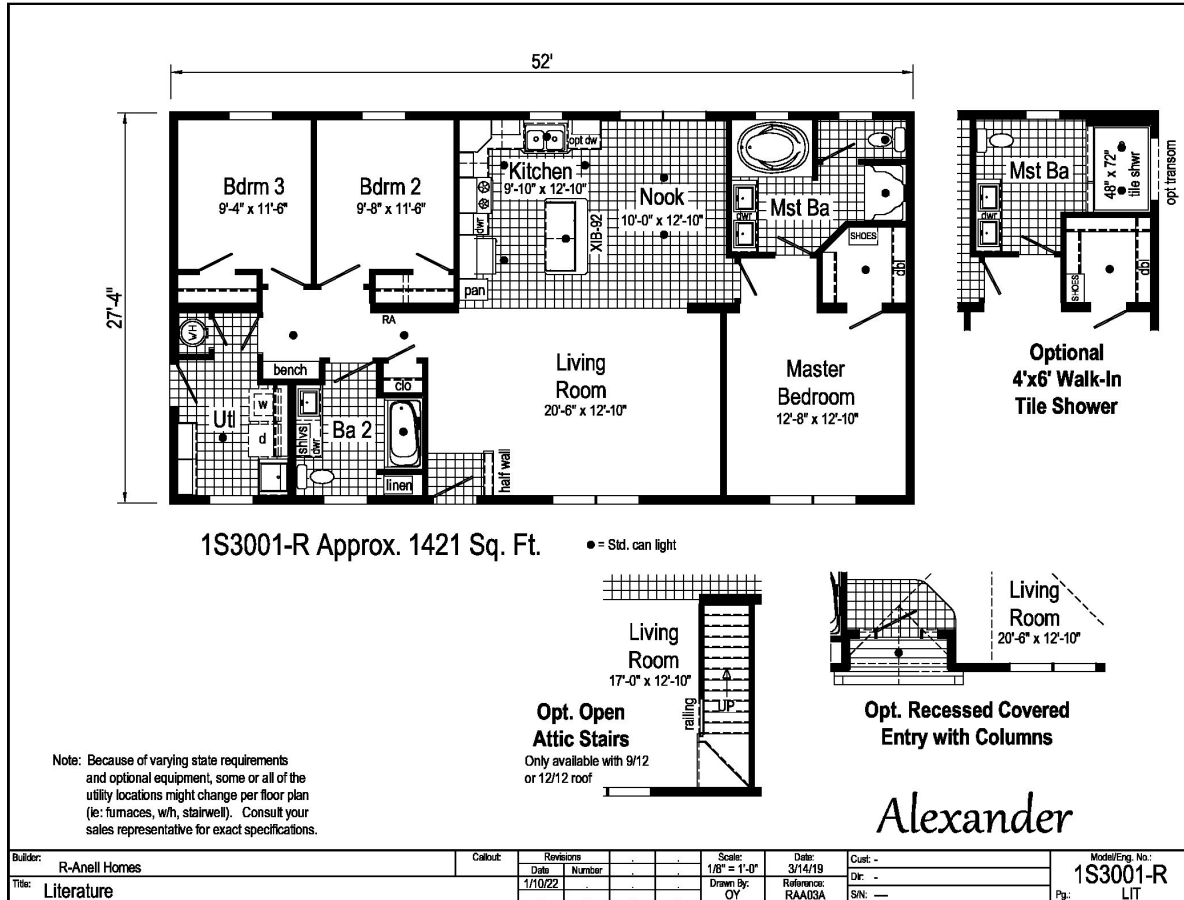 52'
27'-4"
Bdrm 3
9'-4" x 11'-6"
Bdrm 2
9'-8" x 11'-6"
opt dw
Kitchen
9'-10" x 12'-10"
dwr
XIB-92
pan
Nook
10'-0" x 12'-10"
Mst Ba
dwr
SHOES
dbl
WH
RA
bench
clo
Utl
w
d
Ba 2
shlvs
dwr
linen
half wall
Living
Room
20'-6" x 12'-10"
Master
Bedroom
12'-8" x 12'-10"
Mst Ba
48" x 72"
tile shwr
opt transom
dwr
SHOES
dbl
Optional
4'x6' Walk-In
Tile Shower
1S3001-R Approx. 1421 Sq. Ft.
● = Std. can light
Living
Room
17'-0" x 12'-10"
railing
UP
Opt. Open
Attic Stairs
Only available with 9/12
or 12/12 roof
Living
Room
20'-6" x 12'-10"
Opt. Recessed Covered
Entry with Columns
Note: Because of varying state requirements
and optional equipment, some or all of the
utility locations might change per floor plan
(ie: furnaces, w/h, stairwell). Consult your
sales representative for exact specifications.
Alexander
Builder: R-Anell Homes
Title: Literature
Callout:
Revisions
Date Number
1/10/22
Scale:
1/8" = 1'-0"
Date:
3/14/19
Drawn By:
OY
Reference:
RAA03A
Cust: -
Dir: -
S/N: —
Model/Eng. No.:
1S3001-R
Pg.: LIT